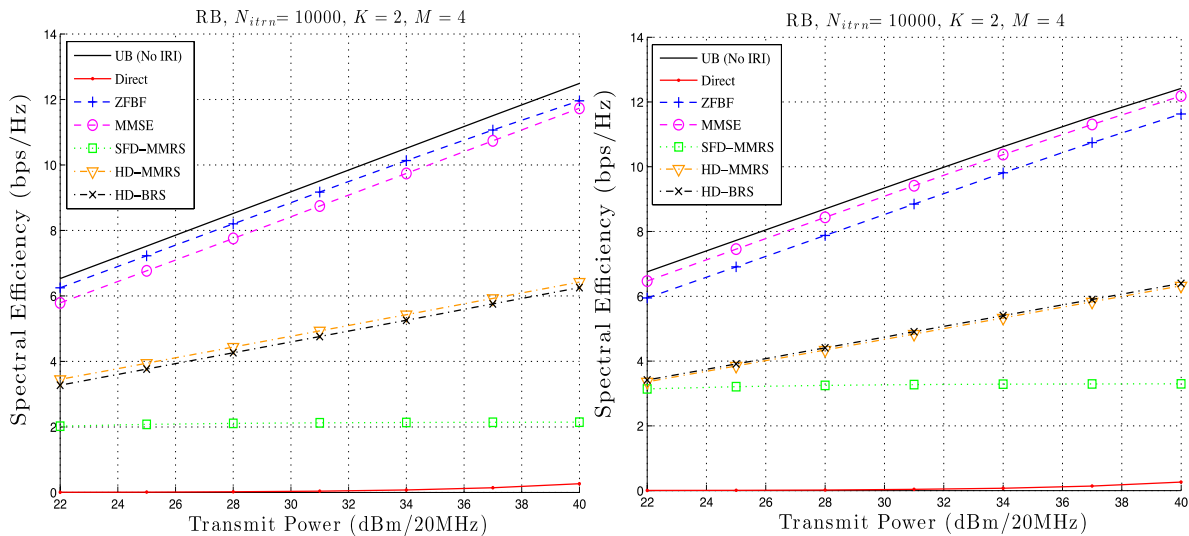 RB, N_itrn= 10000, K = 2, M = 4
14
12
10
8
6
4
2
0
Spectral Efficiency (bps/Hz)
UB (No IRI)
Direct
ZFBF
MMSE
SFD−MMRS
HD−MMRS
HD−BRS
22 24 26 28 30 32 34 36 38 40
Transmit Power (dBm/20MHz)
RB, N_itrn= 10000, K = 2, M = 4
14
12
10
8
6
4
2
0
Spectral Efficiency (bps/Hz)
UB (No IRI)
Direct
ZFBF
MMSE
SFD−MMRS
HD−MMRS
HD−BRS
22 24 26 28 30 32 34 36 38 40
Transmit Power (dBm/20MHz)